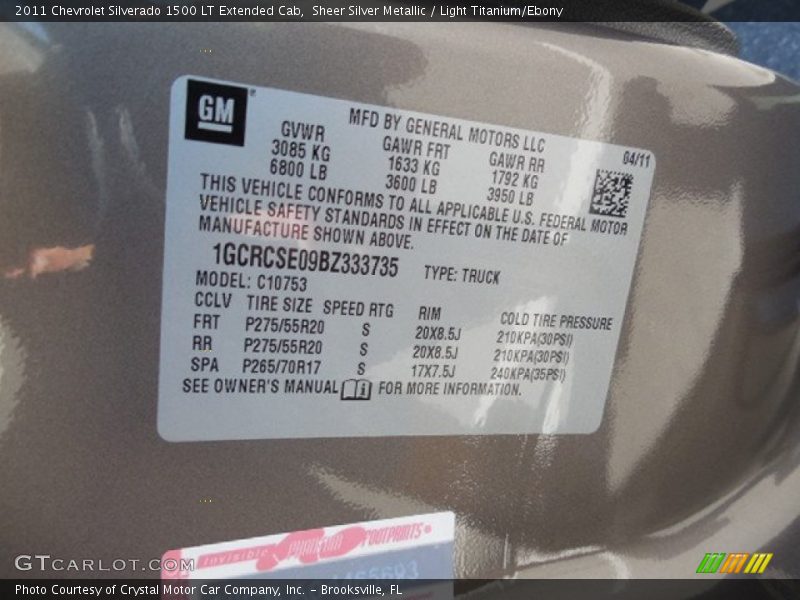 2011 Chevrolet Silverado 1500 LT Extended Cab, Sheer Silver Metallic / Light Titanium/Ebony
GM
MFD BY GENERAL MOTORS LLC
04/11
GVWR GAWR FRT GAWR RR
3085 KG 1633 KG 1792 KG
6800 LB 3600 LB 3950 LB
THIS VEHICLE CONFORMS TO ALL APPLICABLE U.S. FEDERAL MOTOR
VEHICLE SAFETY STANDARDS IN EFFECT ON THE DATE OF
MANUFACTURE SHOWN ABOVE.
1GCRCSE09BZ333735 TYPE: TRUCK
MODEL: C10753
CCLV TIRE SIZE SPEED RTG RIM COLD TIRE PRESSURE
FRT P275/55R20 S 20X8.5J 210KPA(30PSI)
RR P275/55R20 S 20X8.5J 210KPA(30PSI)
SPA P265/70R17 S 17X7.5J 240KPA(35PSI)
SEE OWNER'S MANUAL FOR MORE INFORMATION.
invisible PHANTOM FOOTPRINTS
GTCARLOT.COM
Photo Courtesy of Crystal Motor Car Company, Inc. – Brooksville, FL